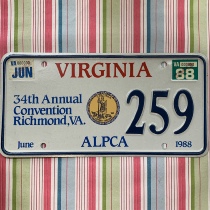 JUN
VIRGINIA
88
34th Annual
Convention
Richmond, VA.
259
June
ALPCA
1988